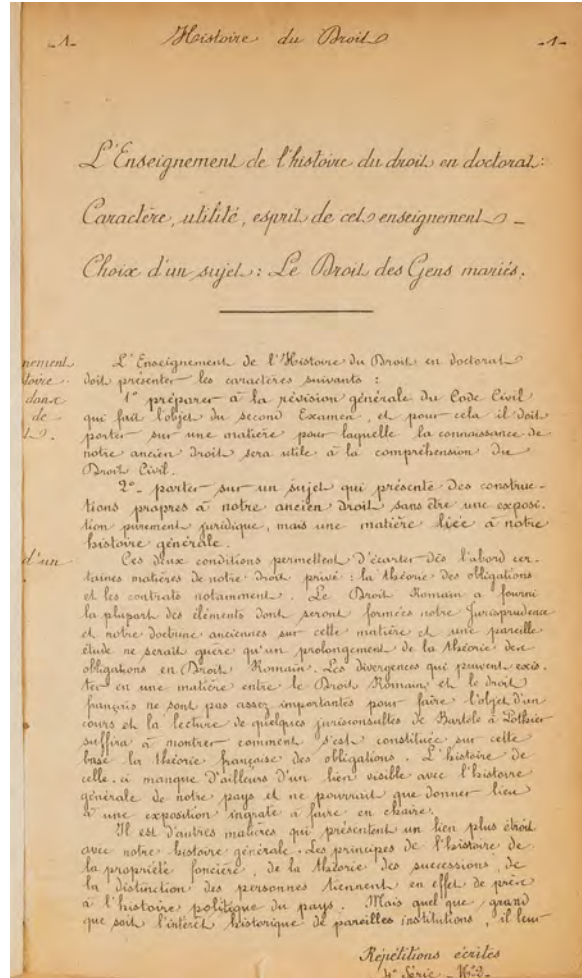 -1- Histoire du Droit -1-
L'Enseignement de l'histoire du droit en doctorat:
Caractère, utilité, esprit de cet enseignement -
Choix d'un sujet: Le Droit des Gens mariés.
nement
toire
dans
de
d'un
L'Enseignement de l'Histoire du Droit en doctorat
doit présenter les caractères suivants :
1° préparer à la révision générale du Code Civil
qui fait l'objet du second Examen, et pour cela il doit
porter sur une matière pour laquelle la connaissance de
notre ancien droit sera utile à la compréhension du
Droit Civil.
2°- porter sur un sujet qui présente des construc-
tions propres à notre ancien droit sans être une exposi-
tion purement juridique, mais une matière liée à notre
histoire générale.
Ces deux conditions permettent d'écarter dès l'abord cer-
taines matières de notre droit privé : la théorie des obligations
et les contrats notamment. Le Droit Romain a fourni
la plupart des éléments dont seront formées notre Jurisprudence
et notre doctrine anciennes sur cette matière et une pareille
étude ne serait guère qu'un prolongement de la théorie des
obligations en Droit Romain. Les divergences qui peuvent exis-
ter en une matière entre le Droit Romain et le droit
français ne sont pas assez importantes pour faire l'objet d'un
cours et la lecture de quelques jurisconsultes de Bartole à Pothier
suffira à montrer comment s'est constituée sur cette
base la théorie française des obligations. L'histoire de
celle-ci manque d'ailleurs d'un lien visible avec l'histoire
générale de notre pays et ne pourrait que donner lieu
à une exposition ingrate à faire en chaire.
Il est d'autres matières qui présentent un lien plus étroit
avec notre histoire générale. Les principes de l'histoire de
la propriété foncière, de la théorie des successions, de
la distinction des personnes tiennent en effet de près
à l'histoire politique du pays. Mais quel que grand
que soit l'intérêt historique de pareilles institutions, il leur
Répétitions écrites
4e Série - N°2-